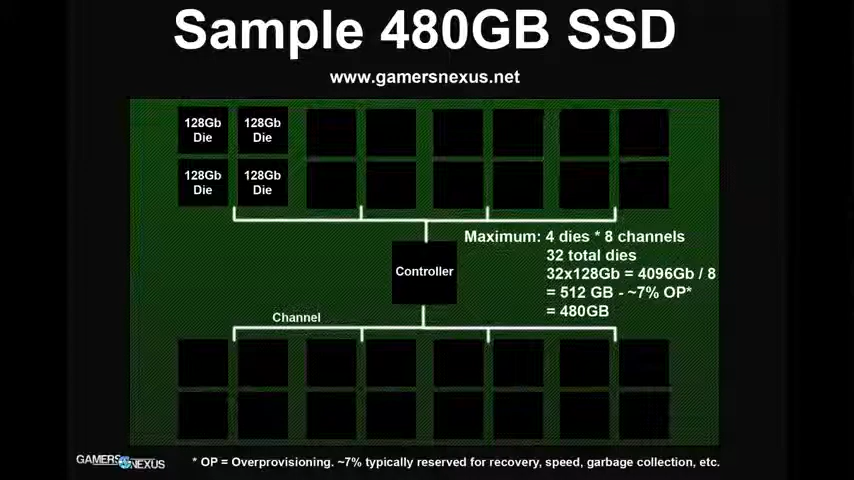 Sample 480GB SSD
www.gamersnexus.net
128Gb Die
128Gb Die
128Gb Die
128Gb Die
Maximum: 4 dies * 8 channels
32 total dies
32x128Gb = 4096Gb / 8
= 512 GB - ~7% OP*
= 480GB
Controller
Channel
GAMERS NEXUS
* OP = Overprovisioning. ~7% typically reserved for recovery, speed, garbage collection, etc.